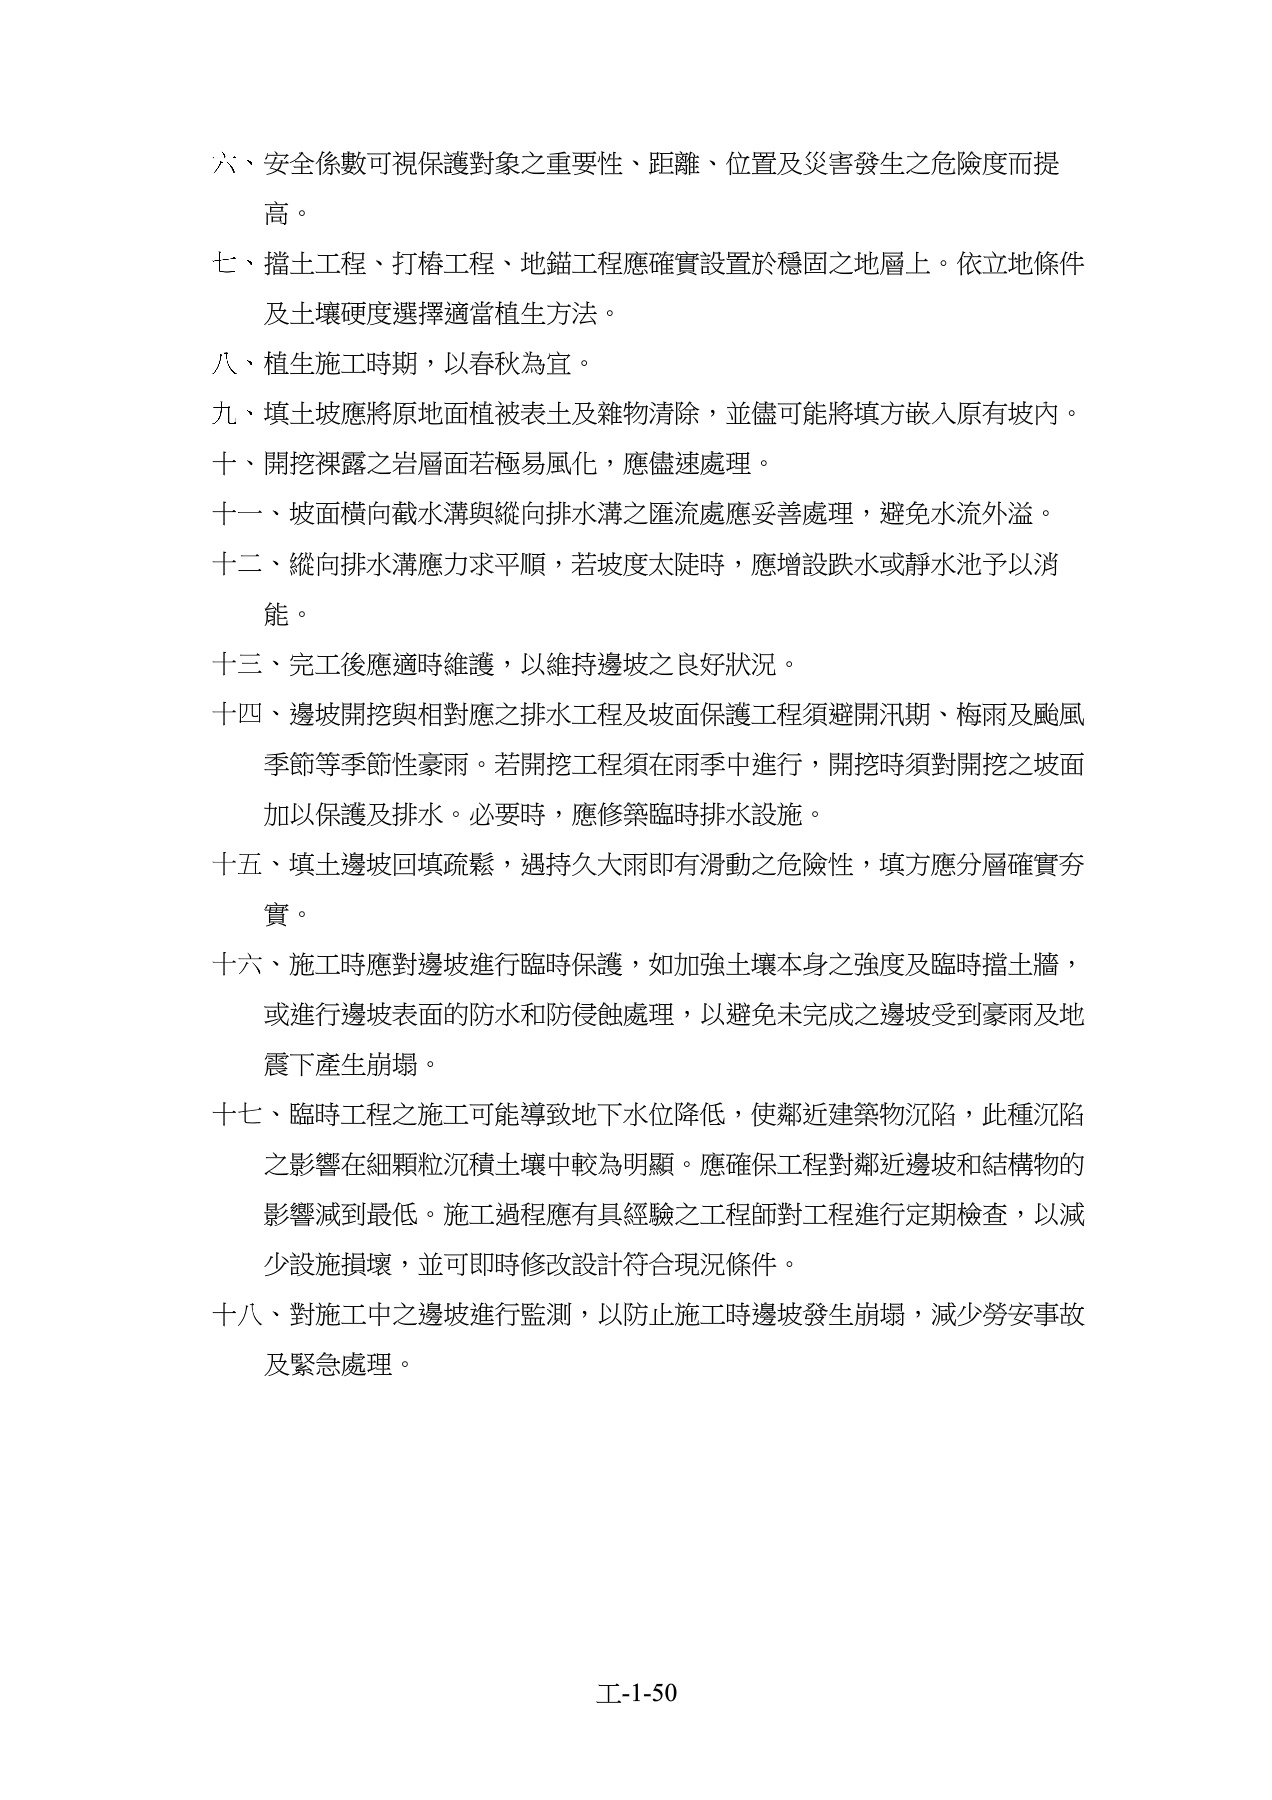 六、安全係數可視保護對象之重要性、距離、位置及災害發生之危險度而提
高。
七、擋土工程、打樁工程、地錨工程應確實設置於穩固之地層上。依立地條件
及土壤硬度選擇適當植生方法。
八、植生施工時期，以春秋為宜。
九、填土坡應將原地面植被表土及雜物清除，並儘可能將填方嵌入原有坡內。
十、開挖裸露之岩層面若極易風化，應儘速處理。
十一、坡面橫向截水溝與縱向排水溝之匯流處應妥善處理，避免水流外溢。
十二、縱向排水溝應力求平順，若坡度太陡時，應增設跌水或靜水池予以消
能。
十三、完工後應適時維護，以維持邊坡之良好狀況。
十四、邊坡開挖與相對應之排水工程及坡面保護工程須避開汛期、梅雨及颱風
季節等季節性豪雨。若開挖工程須在雨季中進行，開挖時須對開挖之坡面
加以保護及排水。必要時，應修築臨時排水設施。
十五、填土邊坡回填疏鬆，遇持久大雨即有滑動之危險性，填方應分層確實夯
實。
十六、施工時應對邊坡進行臨時保護，如加強土壤本身之強度及臨時擋土牆，
或進行邊坡表面的防水和防侵蝕處理，以避免未完成之邊坡受到豪雨及地
震下產生崩塌。
十七、臨時工程之施工可能導致地下水位降低，使鄰近建築物沉陷，此種沉陷
之影響在細顆粒沉積土壤中較為明顯。應確保工程對鄰近邊坡和結構物的
影響減到最低。施工過程應有具經驗之工程師對工程進行定期檢查，以減
少設施損壞，並可即時修改設計符合現況條件。
十八、對施工中之邊坡進行監測，以防止施工時邊坡發生崩塌，減少勞安事故
及緊急處理。
工-1-50